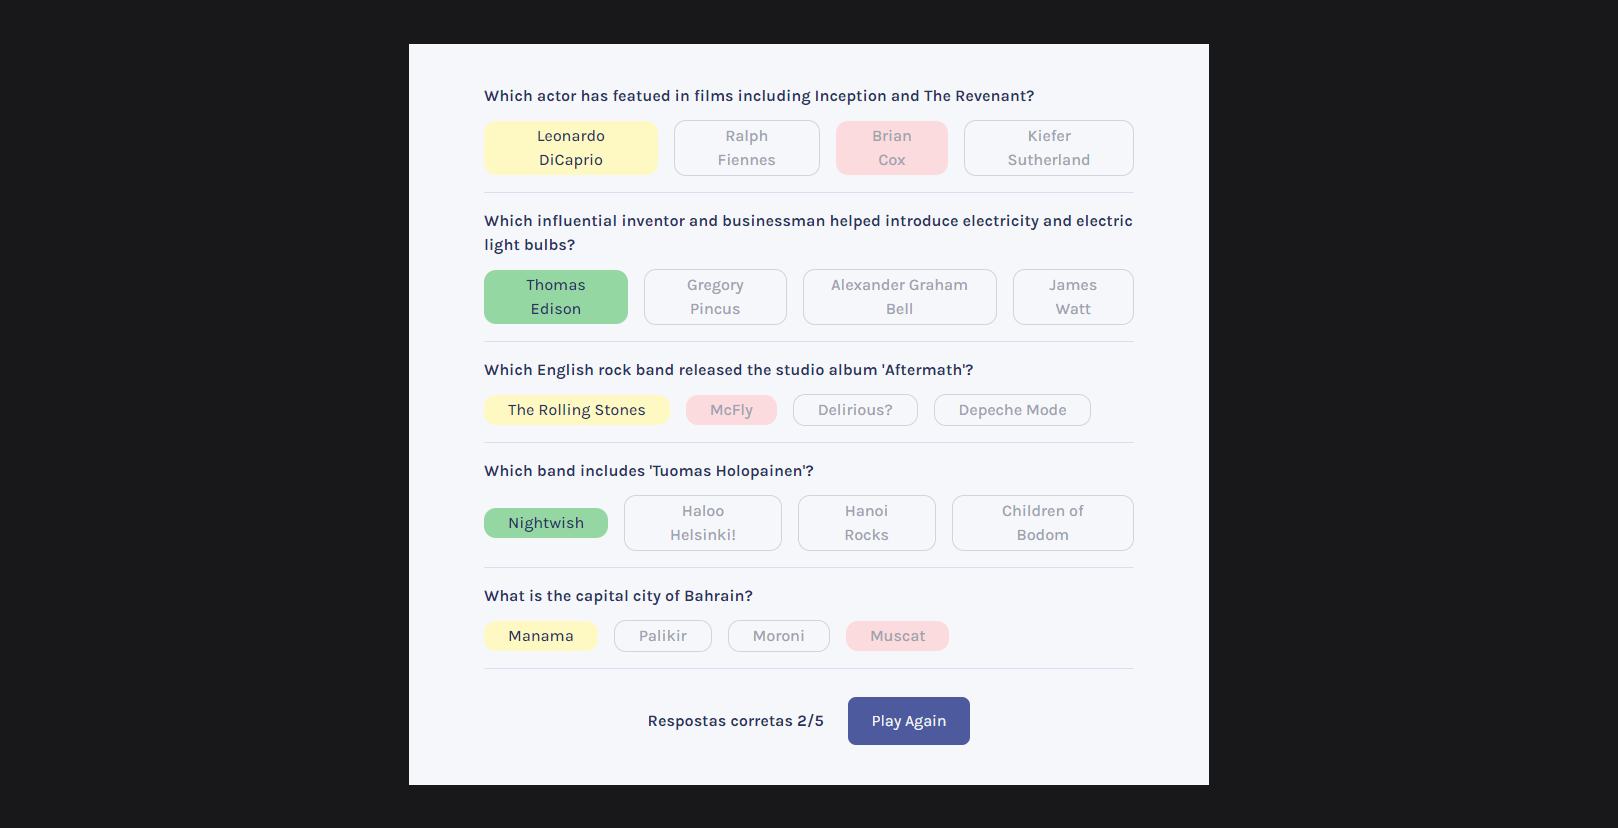 Which actor has featued in films including Inception and The Revenant?
Leonardo
DiCaprio
Ralph
Fiennes
Brian
Cox
Kiefer
Sutherland
Which influential inventor and businessman helped introduce electricity and electric
light bulbs?
Thomas
Edison
Gregory
Pincus
Alexander Graham
Bell
James
Watt
Which English rock band released the studio album 'Aftermath'?
The Rolling Stones
McFly
Delirious?
Depeche Mode
Which band includes 'Tuomas Holopainen'?
Nightwish
Haloo
Helsinki!
Hanoi
Rocks
Children of
Bodom
What is the capital city of Bahrain?
Manama
Palikir
Moroni
Muscat
Respostas corretas 2/5
Play Again